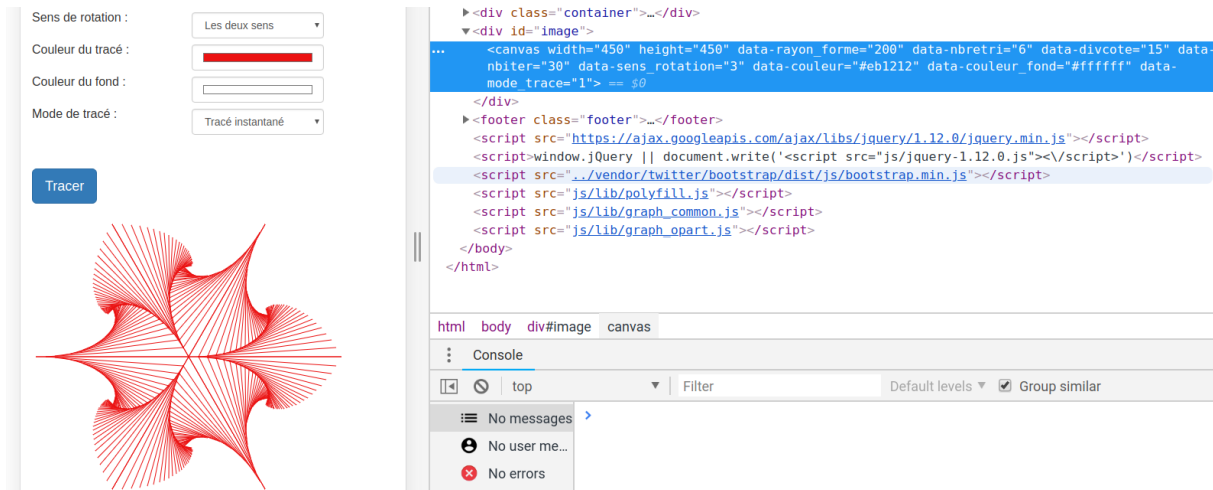 Sens de rotation :
Les deux sens
Couleur du tracé :
Couleur du fond :
Mode de tracé :
Tracé instantané
Tracer
<div class="container">…</div>
<div id="image">
... <canvas width="450" height="450" data-rayon_forme="200" data-nbretri="6" data-divcote="15" data-
nbiter="30" data-sens_rotation="3" data-couleur="#eb1212" data-couleur_fond="#ffffff" data-
mode_trace="1"> == $0
</div>
<footer class="footer">…</footer>
<script src="https://ajax.googleapis.com/ajax/libs/jquery/1.12.0/jquery.min.js"></script>
<script>window.jQuery || document.write('<script src="js/jquery-1.12.0.js"><\/script>')</script>
<script src="../vendor/twitter/bootstrap/dist/js/bootstrap.min.js"></script>
<script src="js/lib/polyfill.js"></script>
<script src="js/lib/graph_common.js"></script>
<script src="js/lib/graph_opart.js"></script>
</body>
</html>
html body div#image canvas
Console
top Filter Default levels Group similar
No messages
No user me...
No errors